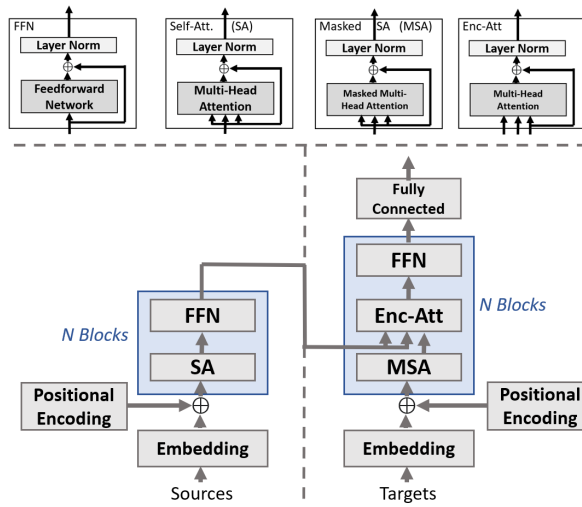 FFN
Layer Norm
Feedforward
Network
Self-Att. (SA)
Layer Norm
Multi-Head
Attention
Masked SA (MSA)
Layer Norm
Masked Multi-
Head Attention
Enc-Att
Layer Norm
Multi-Head
Attention
Fully
Connected
FFN
Enc-Att
MSA
N Blocks
FFN
SA
N Blocks
Positional
Encoding
Embedding
Sources
Positional
Encoding
Embedding
Targets